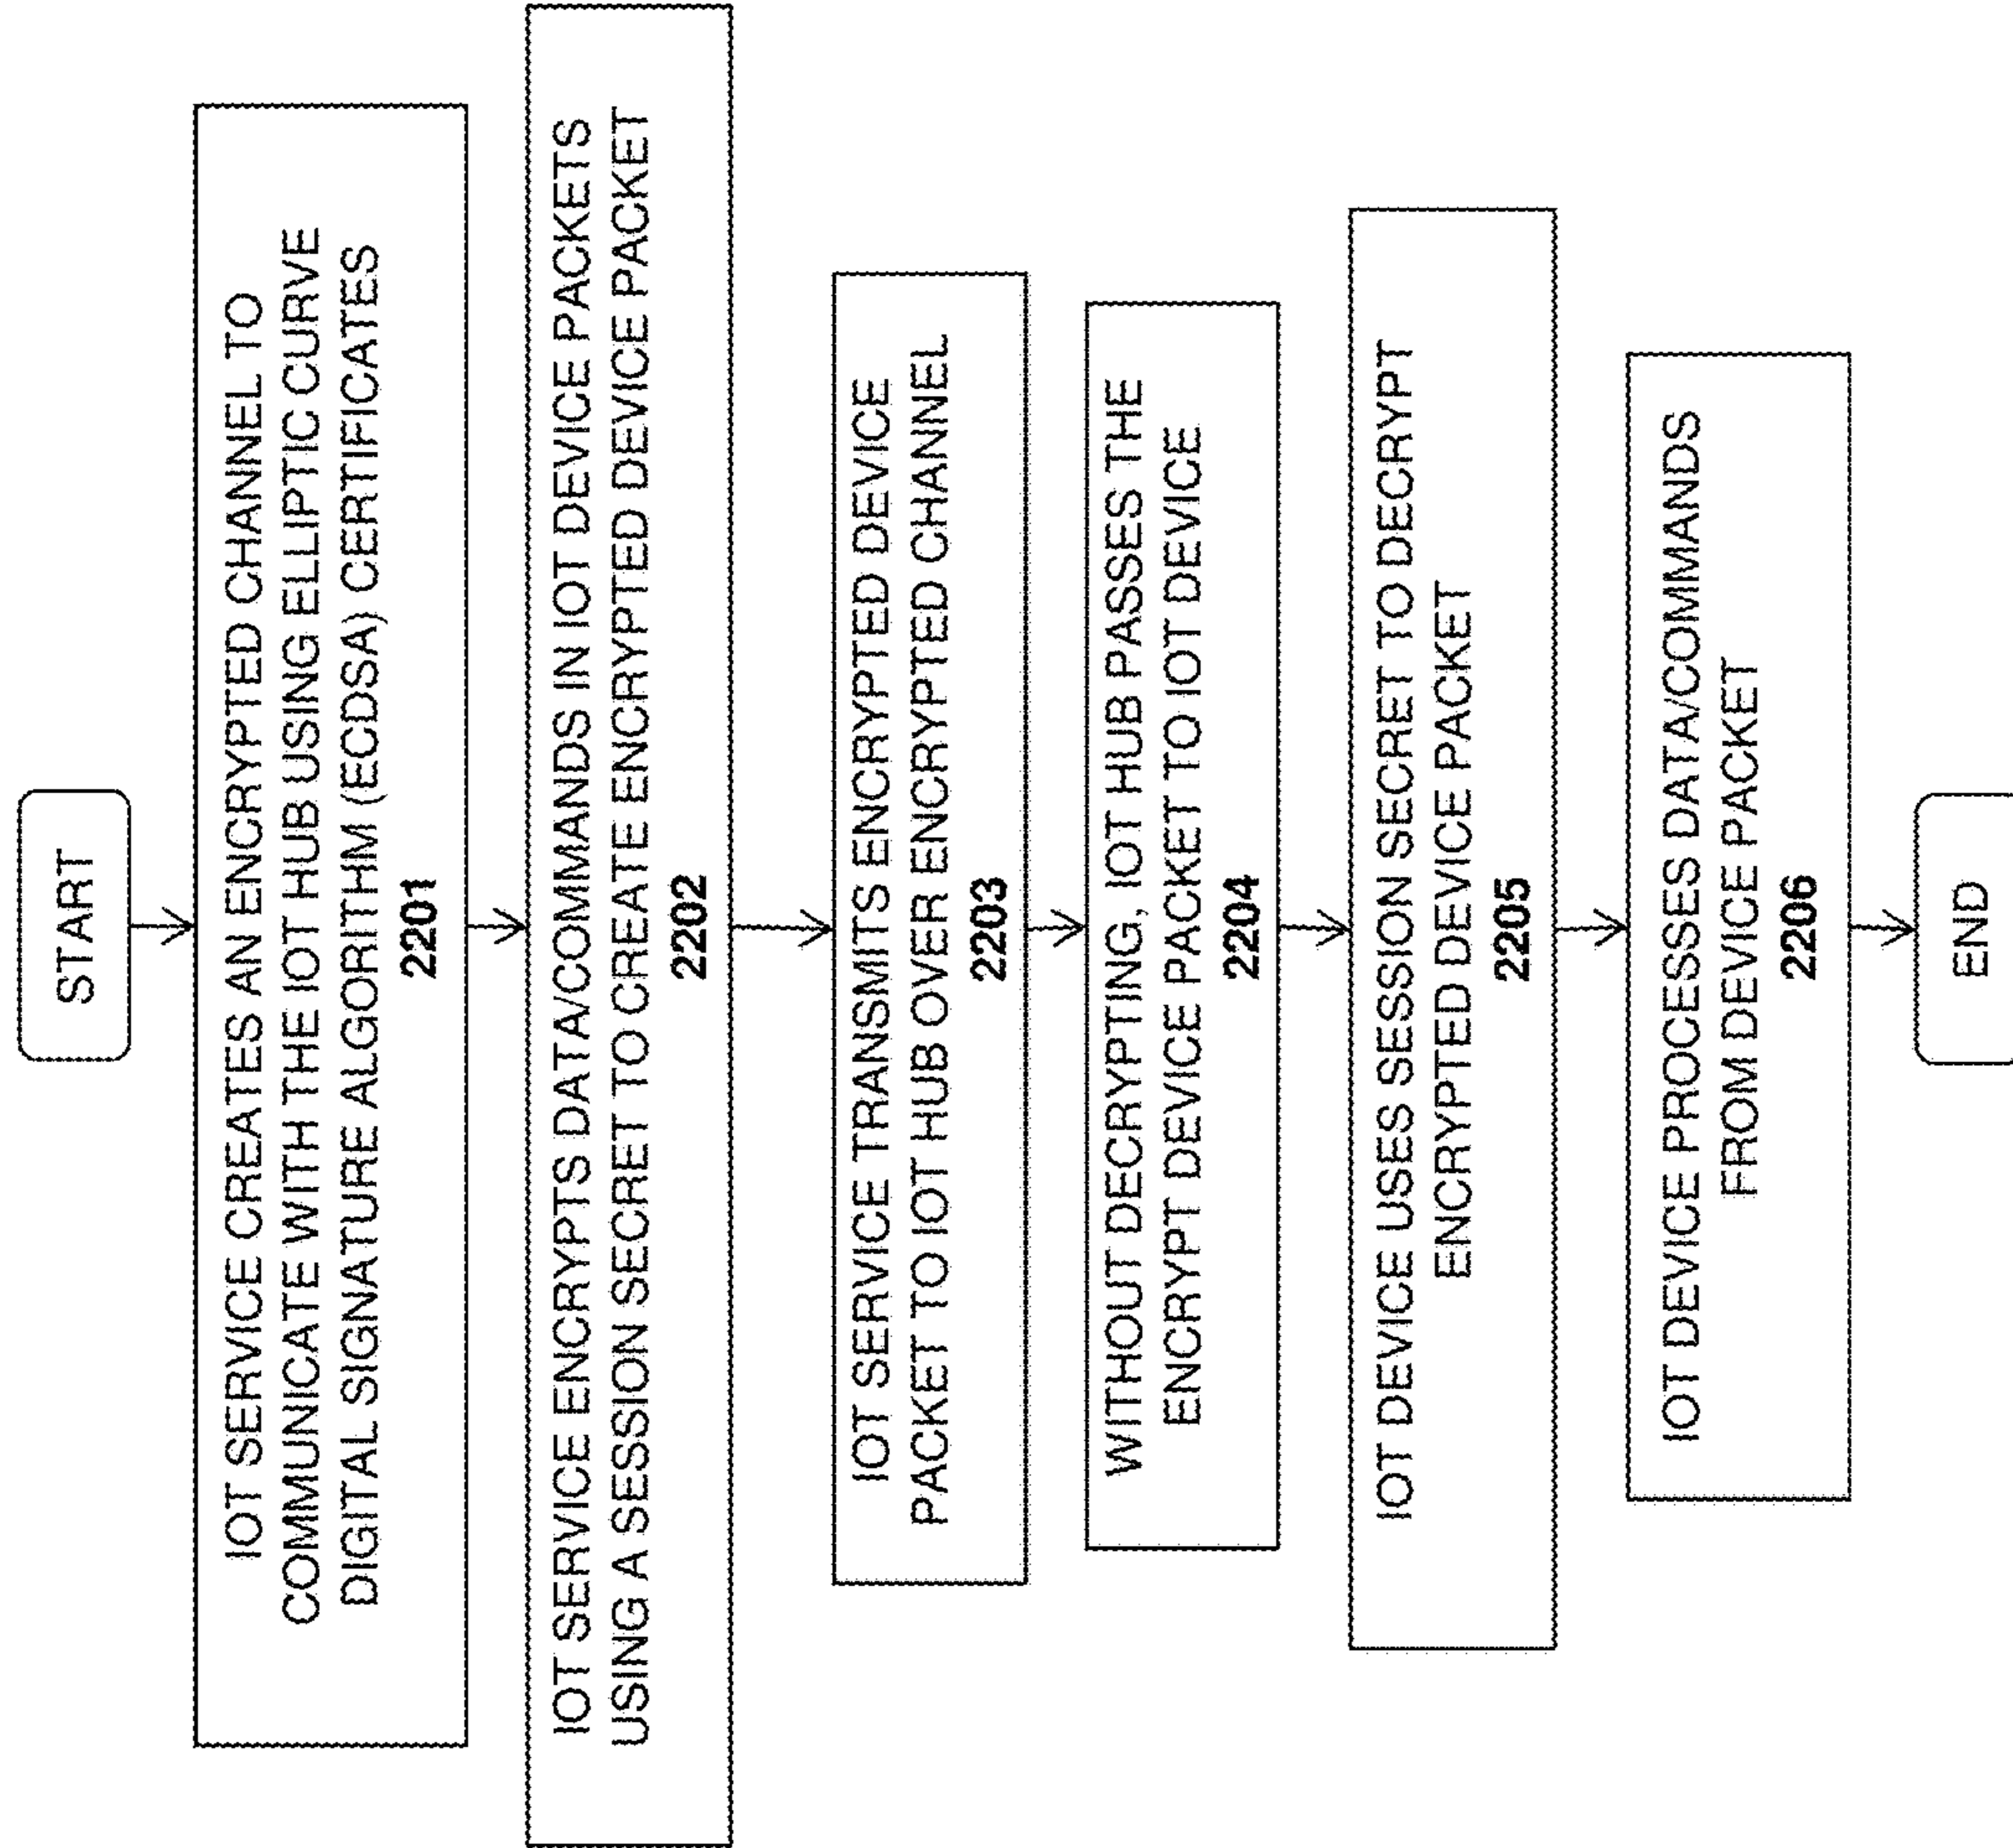 START
IOT SERVICE CREATES AN ENCRYPTED CHANNEL TO
COMMUNICATE WITH THE IOT HUB USING ELLIPTIC CURVE
DIGITAL SIGNATURE ALGORITHM (ECDSA) CERTIFICATES
2201
IOT SERVICE ENCRYPTS DATA/COMMANDS IN IOT DEVICE PACKETS
USING A SESSION SECRET TO CREATE ENCRYPTED DEVICE PACKET
2202
IOT SERVICE TRANSMITS ENCRYPTED DEVICE
PACKET TO IOT HUB OVER ENCRYPTED CHANNEL
2203
WITHOUT DECRYPTING, IOT HUB PASSES THE
ENCRYPT DEVICE PACKET TO IOT DEVICE
2204
IOT DEVICE USES SESSION SECRET TO DECRYPT
ENCRYPTED DEVICE PACKET
2205
IOT DEVICE PROCESSES DATA/COMMANDS
FROM DEVICE PACKET
2206
END